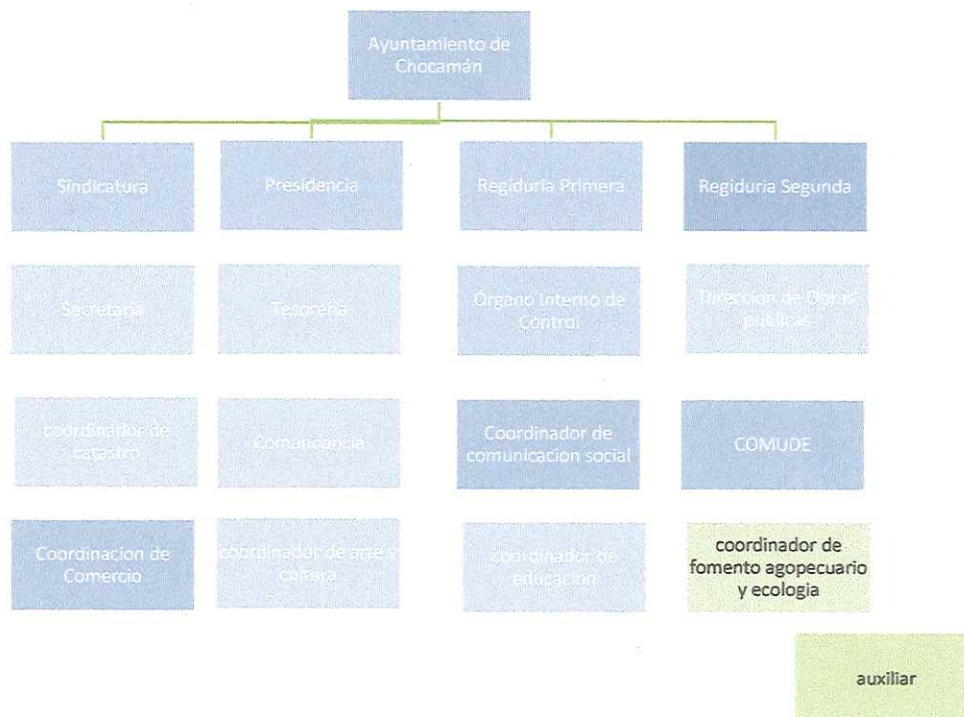 Ayuntamiento de
Chocamán
Sindicatura
Presidencia
Regiduria Primera
Regiduria Segunda
Secretaria
Tesoreria
Órgano Interno de
Control
Dirección de Obras
publicas
coordinador de
catastro
Comandancia
Coordinador de
comunicacion social
COMUDE
Coordinacion de
Comercio
coordinador de arte y
cultura
coordinador de
educacion
coordinador de
fomento agopecuario
y ecologia
auxiliar